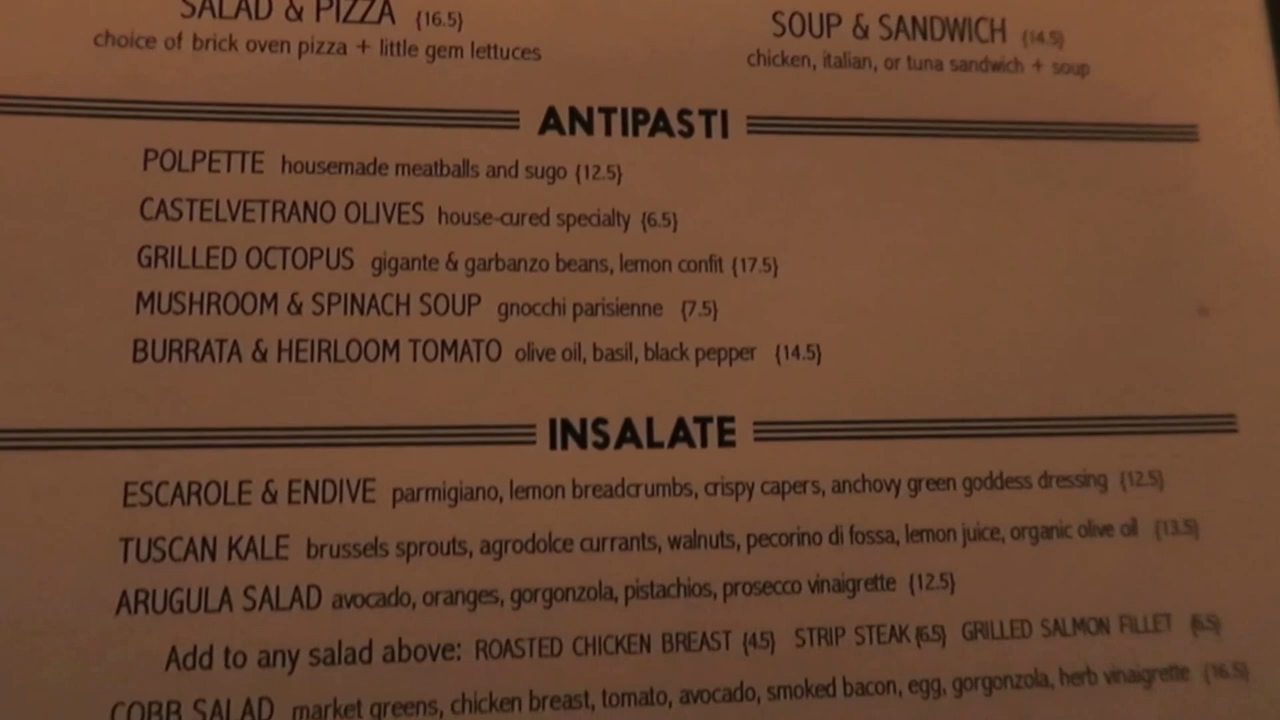 SALAD & PIZZA {16.5}
choice of brick oven pizza + little gem lettuces
SOUP & SANDWICH {14.5}
chicken, italian, or tuna sandwich + soup
ANTIPASTI
POLPETTE housemade meatballs and sugo {12.5}
CASTELVETRANO OLIVES house-cured specialty {6.5}
GRILLED OCTOPUS gigante & garbanzo beans, lemon confit {17.5}
MUSHROOM & SPINACH SOUP gnocchi parisienne {7.5}
BURRATA & HEIRLOOM TOMATO olive oil, basil, black pepper {14.5}
INSALATE
ESCAROLE & ENDIVE parmigiano, lemon breadcrumbs, crispy capers, anchovy green goddess dressing {12.5}
TUSCAN KALE brussels sprouts, agrodolce currants, walnuts, pecorino di fossa, lemon juice, organic olive oil {13.5}
ARUGULA SALAD avocado, oranges, gorgonzola, pistachios, prosecco vinaigrette {12.5}
Add to any salad above: ROASTED CHICKEN BREAST {4.5} STRIP STEAK {6.5} GRILLED SALMON FILLET {6.5}
COBB SALAD market greens, chicken breast, tomato, avocado, smoked bacon, egg, gorgonzola, herb vinaigrette {16.5}